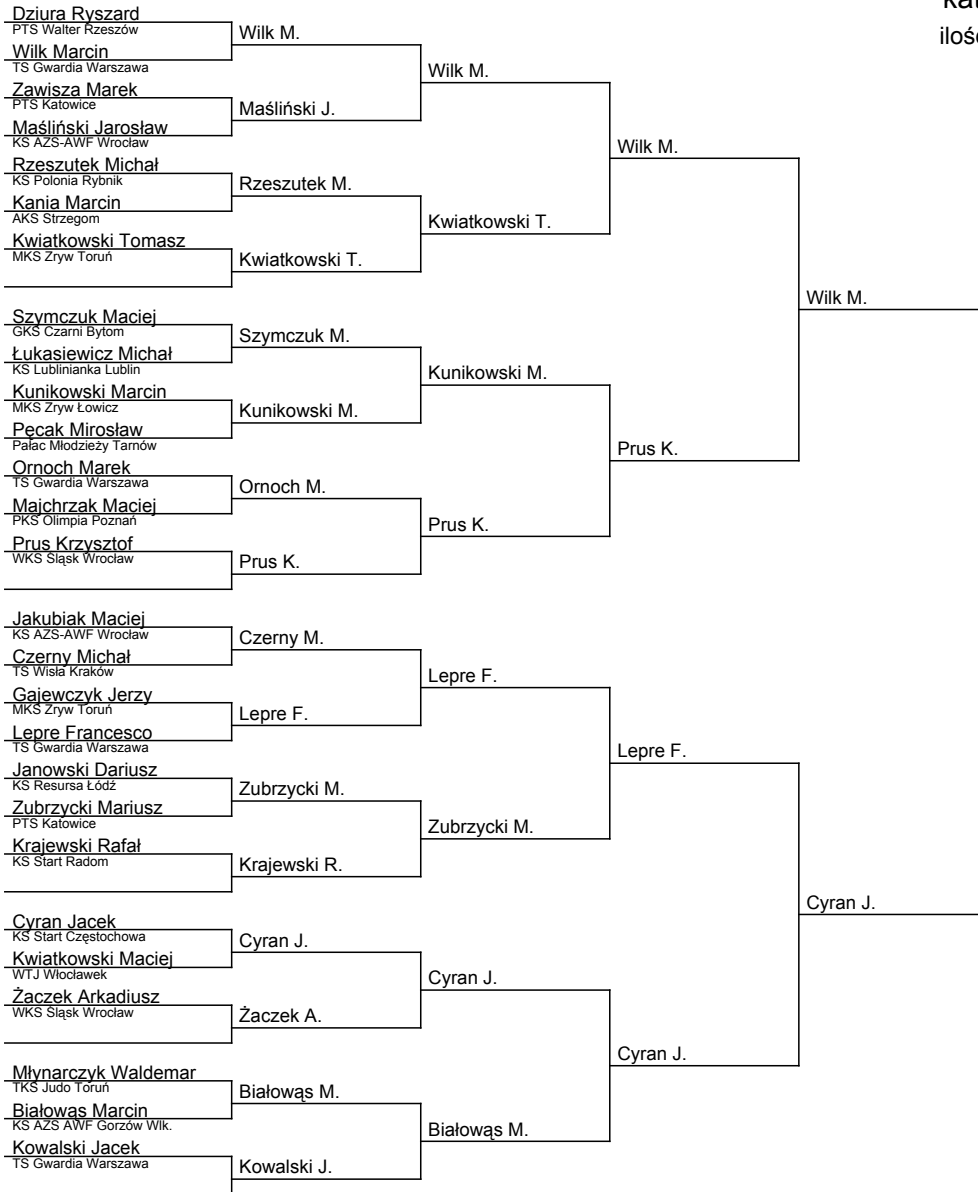 kat
ilość
Dziura Ryszard
PTS Walter Rzeszów
Wilk Marcin
TS Gwardia Warszawa
Zawisza Marek
PTS Katowice
Maśliński Jarosław
KS AZS-AWF Wrocław
Rzeszutek Michał
KS Polonia Rybnik
Kania Marcin
AKS Strzegom
Kwiatkowski Tomasz
MKS Zryw Toruń
Szymczuk Maciej
GKS Czarni Bytom
Łukasiewicz Michał
KS Lublinianka Lublin
Kunikowski Marcin
MKS Zryw Łowicz
Pęcak Mirosław
Pałac Młodzieży Tarnów
Ornoch Marek
TS Gwardia Warszawa
Majchrzak Maciej
PKS Olimpia Poznań
Prus Krzysztof
WKS Śląsk Wrocław
Jakubiak Maciej
KS AZS-AWF Wrocław
Czerny Michał
TS Wisła Kraków
Gajewczyk Jerzy
MKS Zryw Toruń
Lepre Francesco
TS Gwardia Warszawa
Janowski Dariusz
KS Resursa Łódź
Zubrzycki Mariusz
PTS Katowice
Krajewski Rafał
KS Start Radom
Cyran Jacek
KS Start Częstochowa
Kwiatkowski Maciej
WTJ Włocławek
Żaczek Arkadiusz
WKS Śląsk Wrocław
Młynarczyk Waldemar
TKS Judo Toruń
Białowąs Marcin
KS AZS AWF Gorzów Wlk.
Kowalski Jacek
TS Gwardia Warszawa
Wilk M.
Maśliński J.
Rzeszutek M.
Kwiatkowski T.
Szymczuk M.
Kunikowski M.
Ornoch M.
Prus K.
Czerny M.
Lepre F.
Zubrzycki M.
Krajewski R.
Cyran J.
Żaczek A.
Białowąs M.
Kowalski J.
Wilk M.
Kwiatkowski T.
Kunikowski M.
Prus K.
Lepre F.
Zubrzycki M.
Cyran J.
Białowąs M.
Wilk M.
Prus K.
Lepre F.
Cyran J.
Wilk M.
Cyran J.